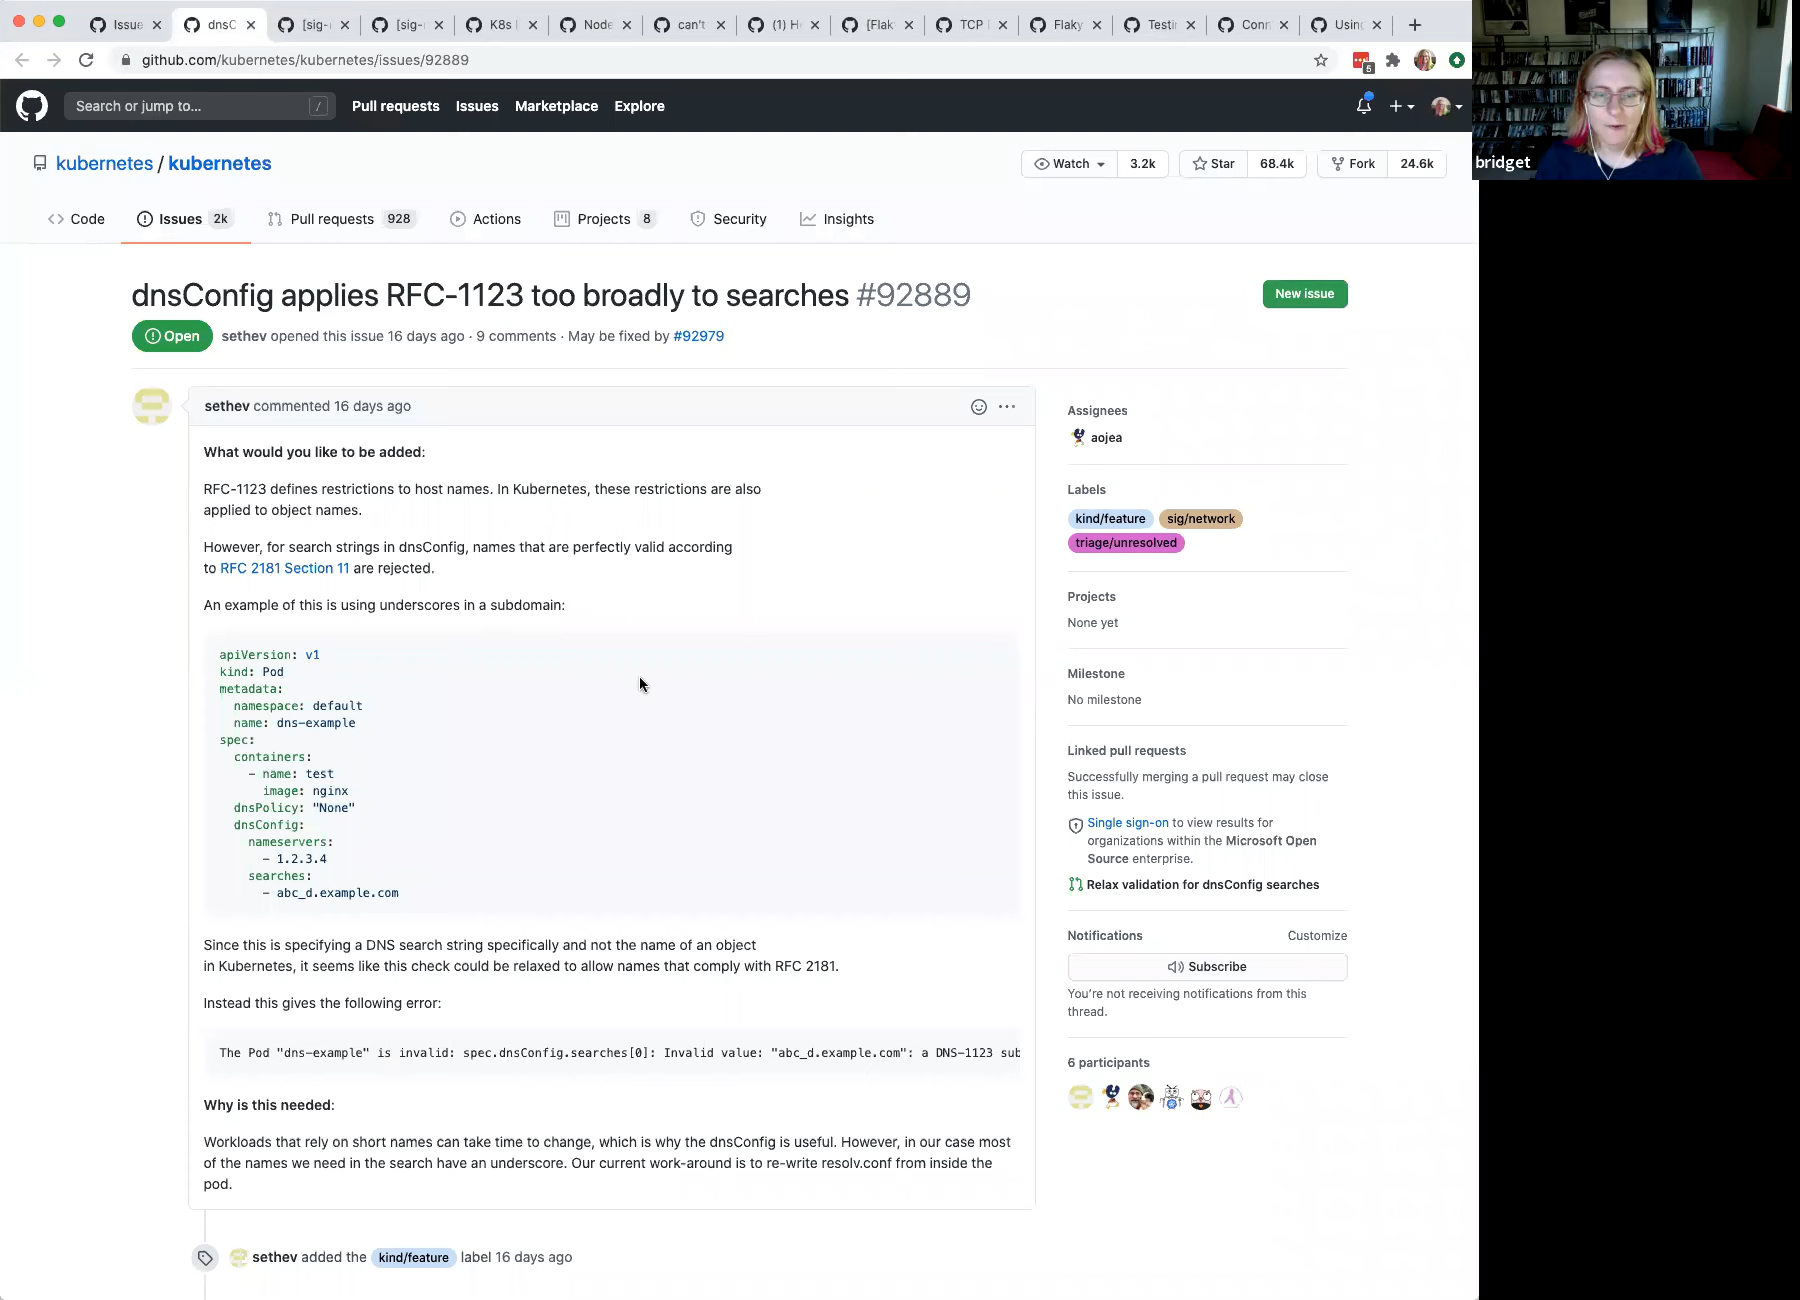 Issue
dnsC
[sig-
[sig-
K8s
Node
can't
(1) H
[Flak
TCP
Flaky
Testin
Conn
Using
github.com/kubernetes/kubernetes/issues/92889
6
Search or jump to...
/
Pull requests
Issues
Marketplace
Explore
bridget
kubernetes / kubernetes
Watch
3.2k
Star
68.4k
Fork
24.6k
Code
Issues 2k
Pull requests 928
Actions
Projects 8
Security
Insights
dnsConfig applies RFC-1123 too broadly to searches #92889
New issue
Open
sethev opened this issue 16 days ago · 9 comments · May be fixed by #92979
sethev commented 16 days ago
What would you like to be added:
RFC-1123 defines restrictions to host names. In Kubernetes, these restrictions are also
applied to object names.
However, for search strings in dnsConfig, names that are perfectly valid according
to RFC 2181 Section 11 are rejected.
An example of this is using underscores in a subdomain:
apiVersion: v1
kind: Pod
metadata:
  namespace: default
  name: dns-example
spec:
  containers:
    - name: test
      image: nginx
  dnsPolicy: "None"
  dnsConfig:
    nameservers:
      - 1.2.3.4
    searches:
      - abc_d.example.com
Since this is specifying a DNS search string specifically and not the name of an object
in Kubernetes, it seems like this check could be relaxed to allow names that comply with RFC 2181.
Instead this gives the following error:
The Pod "dns-example" is invalid: spec.dnsConfig.searches[0]: Invalid value: "abc_d.example.com": a DNS-1123 sub
Why is this needed:
Workloads that rely on short names can take time to change, which is why the dnsConfig is useful. However, in our case most
of the names we need in the search have an underscore. Our current work-around is to re-write resolv.conf from inside the
pod.
sethev added the kind/feature label 16 days ago
Assignees
aojea
Labels
kind/feature
sig/network
triage/unresolved
Projects
None yet
Milestone
No milestone
Linked pull requests
Successfully merging a pull request may close
this issue.
Single sign-on to view results for
organizations within the Microsoft Open
Source enterprise.
Relax validation for dnsConfig searches
Notifications
Customize
Subscribe
You're not receiving notifications from this
thread.
6 participants